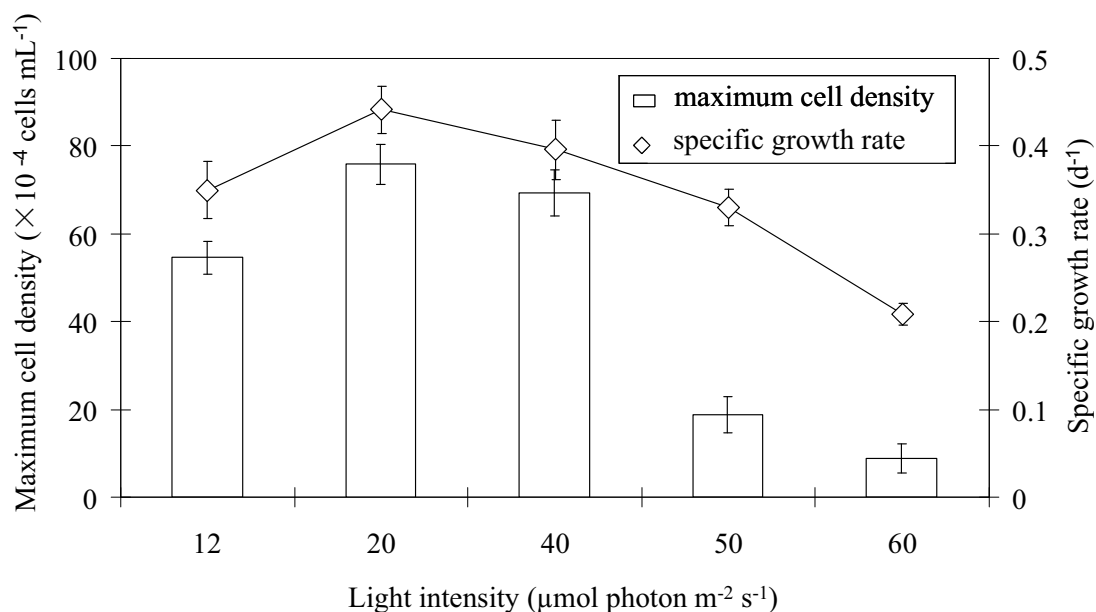 Maximum cell density (×10⁻⁴ cells mL⁻¹)
100
80
60
40
20
0
maximum cell density
specific growth rate
0.5
0.4
0.3
0.2
0.1
0
Specific growth rate (d⁻¹)
12 20 40 50 60
Light intensity (μmol photon m⁻² s⁻¹)